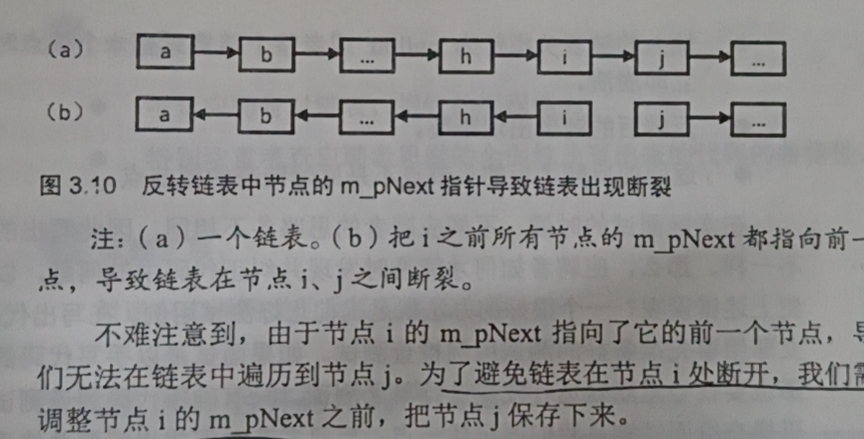 (a) a b ... h i j ...
(b) a b ... h i j ...
图 3.10 反转链表中节点的 m_pNext 指针导致链表出现断裂
注：(a) 一个链表。(b) 把 i 之前所有节点的 m_pNext 都指向前一
点，导致链表在节点 i、j 之间断裂。
不难注意到，由于节点 i 的 m_pNext 指向了它的前一个节点，导
们无法在链表中遍历到节点 j。为了避免链表在节点 i 处断开，我们需
调整节点 i 的 m_pNext 之前，把节点 j 保存下来。